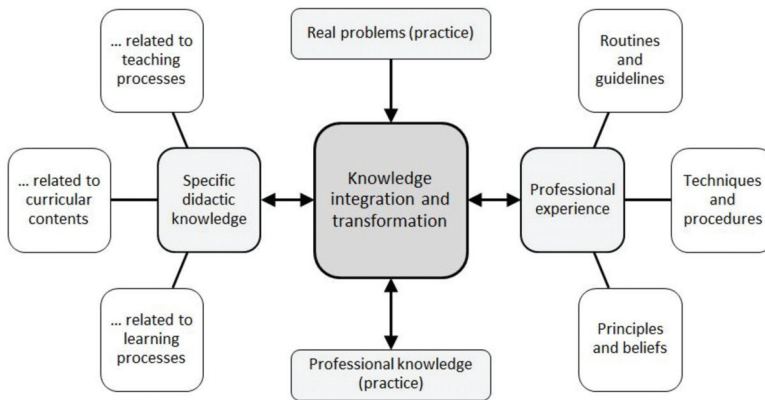 ... related to
teaching
processes
Real problems (practice)
Routines
and
guidelines
... related to
curricular
contents
Specific
didactic
knowledge
Knowledge
integration and
transformation
Professional
experience
Techniques
and
procedures
... related to
learning
processes
Professional knowledge
(practice)
Principles
and beliefs